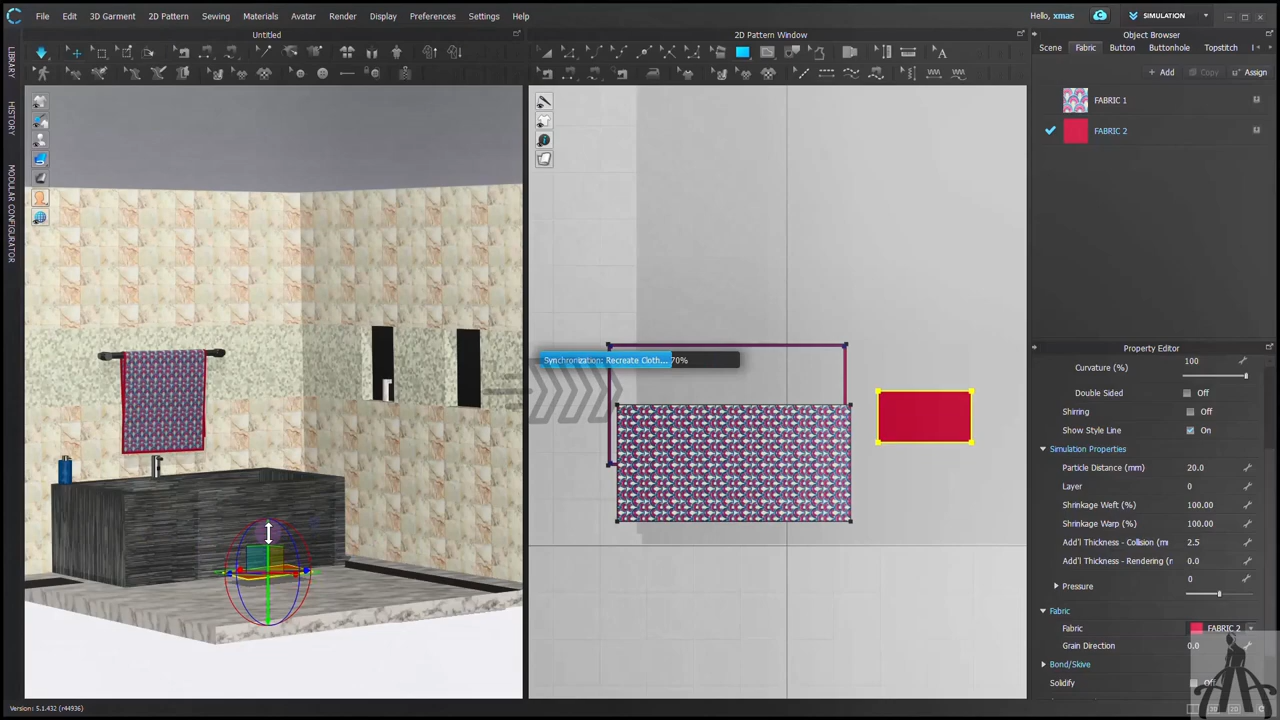 File Edit 3D Garment 2D Pattern Sewing Materials Avatar Render Display Preferences Settings Help
Hello, xmas
SIMULATION
Untitled
2D Pattern Window
Object Browser
Scene Fabric Button Buttonhole Topstitch
+ Add Copy Assign
LIBRARY
HISTORY
MODULAR CONFIGURATOR
FABRIC 1
FABRIC 2
Synchronization: Recreate Cloth... 70%
Property Editor
Curvature (%) 100
Double Sided Off
Shirring Off
Show Style Line On
Simulation Properties
Particle Distance (mm) 20.0
Layer 0
Shrinkage Weft (%) 100.00
Shrinkage Warp (%) 100.00
Add'l Thickness - Collision (m 2.5
Add'l Thickness - Rendering (r 0.0
Pressure 0
Fabric
Fabric FABRIC 2
Grain Direction 0.0
Bond/Skive
Solidify Off
Version: 5.1.432 (r44936)